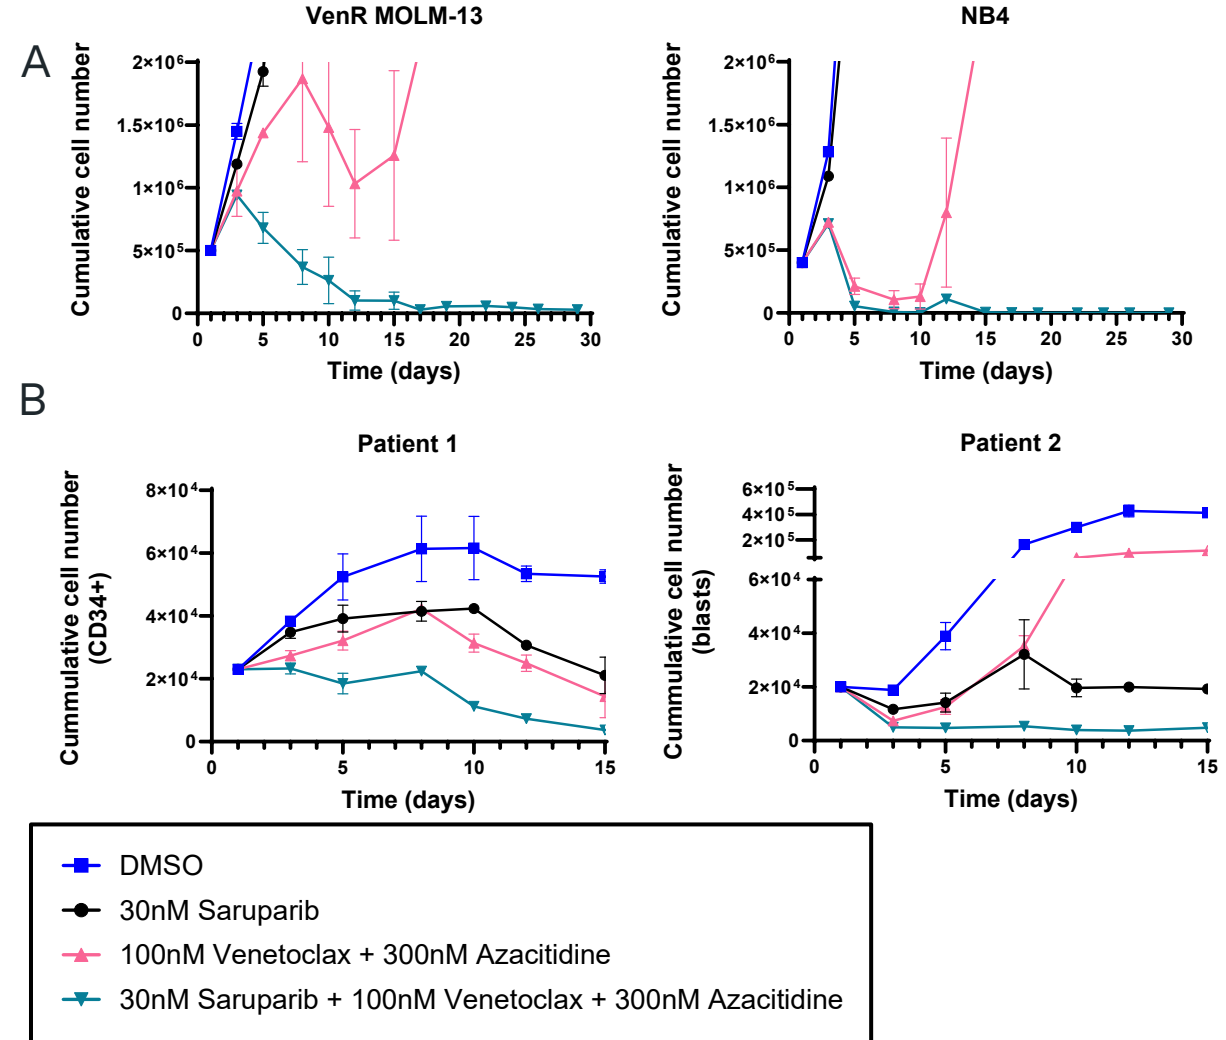 A
VenR MOLM-13
Cumulative cell number
2×10⁶
1.5×10⁶
1×10⁶
5×10⁵
0
0 5 10 15 20 25 30
Time (days)
NB4
Cumulative cell number
2×10⁶
1.5×10⁶
1×10⁶
5×10⁵
0
0 5 10 15 20 25 30
Time (days)
B
Patient 1
Cummulative cell number
(CD34+)
8×10⁴
6×10⁴
4×10⁴
2×10⁴
0
0 5 10 15
Time (days)
Patient 2
Cummulative cell number
(blasts)
6×10⁵
4×10⁵
2×10⁵
6×10⁴
4×10⁴
2×10⁴
0
0 5 10 15
Time (days)
DMSO
30nM Saruparib
100nM Venetoclax + 300nM Azacitidine
30nM Saruparib + 100nM Venetoclax + 300nM Azacitidine